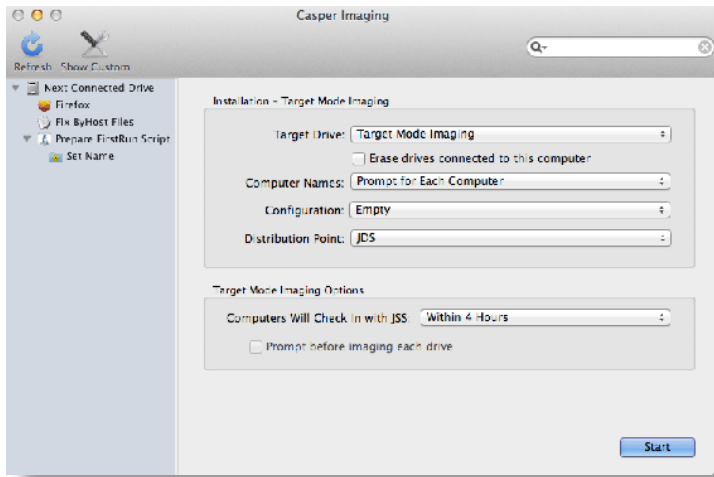 Casper Imaging
Refresh Show Custom
Next Connected Drive
Firefox
Fix ByHost Files
Prepare FirstRun Script
Set Name
Installation - Target Mode Imaging
Target Drive: Target Mode Imaging
Erase drives connected to this computer
Computer Names: Prompt for Each Computer
Configuration: Empty
Distribution Point: JDS
Target Mode Imaging Options
Computers Will Check In with JSS: Within 4 Hours
Prompt before imaging each drive
Start